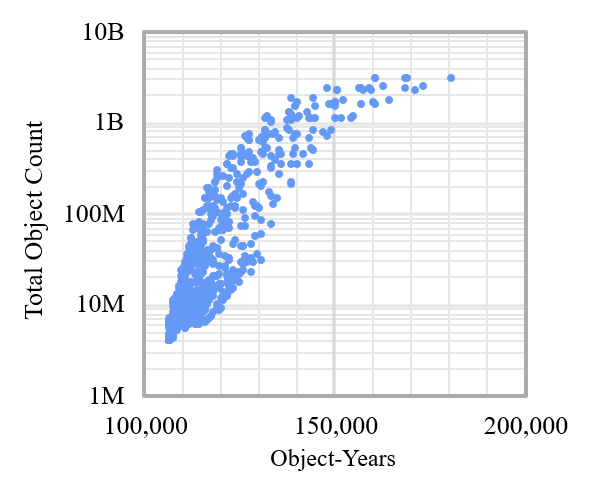 10B
1B
100M
10M
1M
Total Object Count
100,000
150,000
200,000
Object-Years